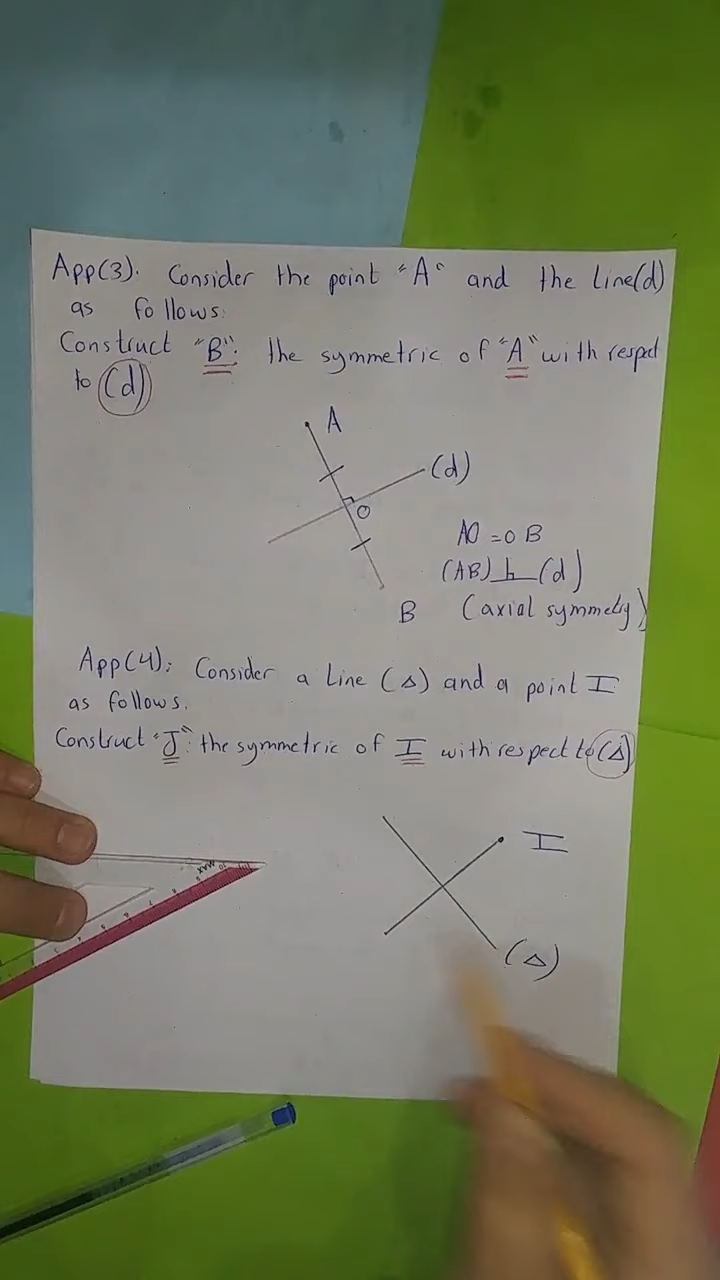 App(3). Consider the point "A" and the line(d)
as follows:
Construct "B": the symmetric of "A" with respect
to (d)
A
(d)
O
AO = OB
(AB) ⊥ (d)
B (axial symmetry)
App(4): Consider a Line (Δ) and a point I
as follows.
Construct "J": the symmetric of I with respect to (Δ)
I
(Δ)
MAX